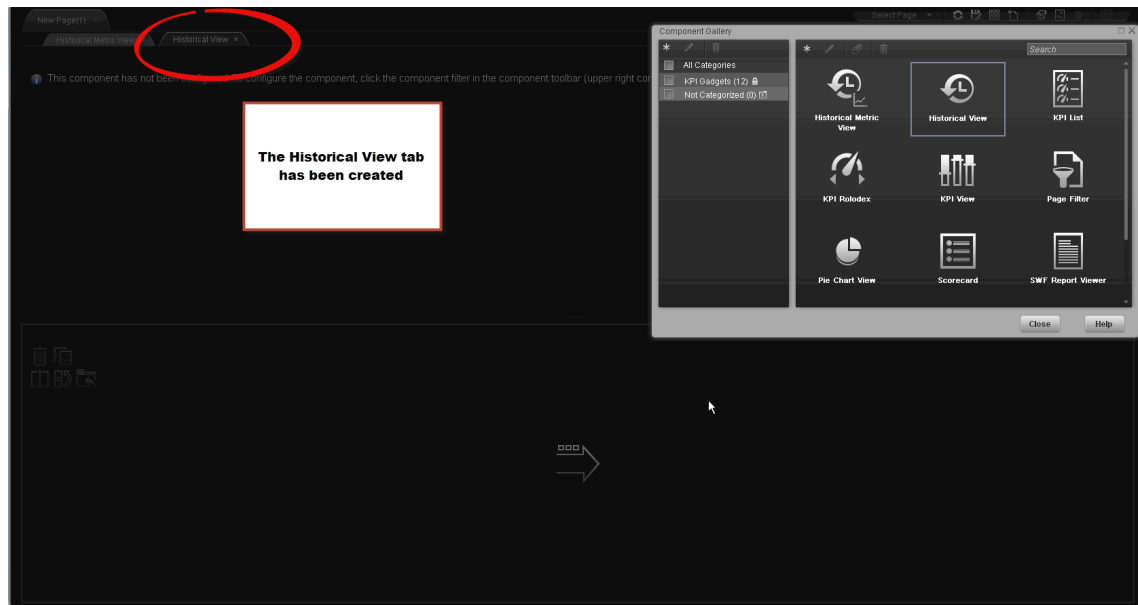 New Page(1)
Select Page
Historical Metric View
Historical View ×
This component has not been configured. To configure the component, click the component filter in the component toolbar (upper right cor
The Historical View tab
has been created
Component Gallery
All Categories
KPI Gadgets (12)
Not Categorized (0)
Search
Historical Metric
View
Historical View
KPI List
KPI Rolodex
KPI View
Page Filter
Pie Chart View
Scorecard
SWF Report Viewer
Close
Help